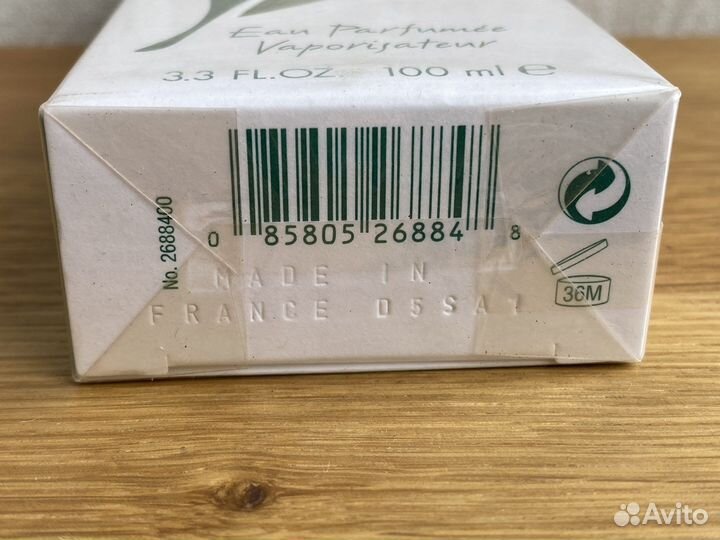 Eau Parfumée
Vaporisateur
3.3 FL.OZ. 100 ml ℮
No. 2688400
0 85805 26884 8
36M
MADE IN
FRANCE D5SA1
Avito